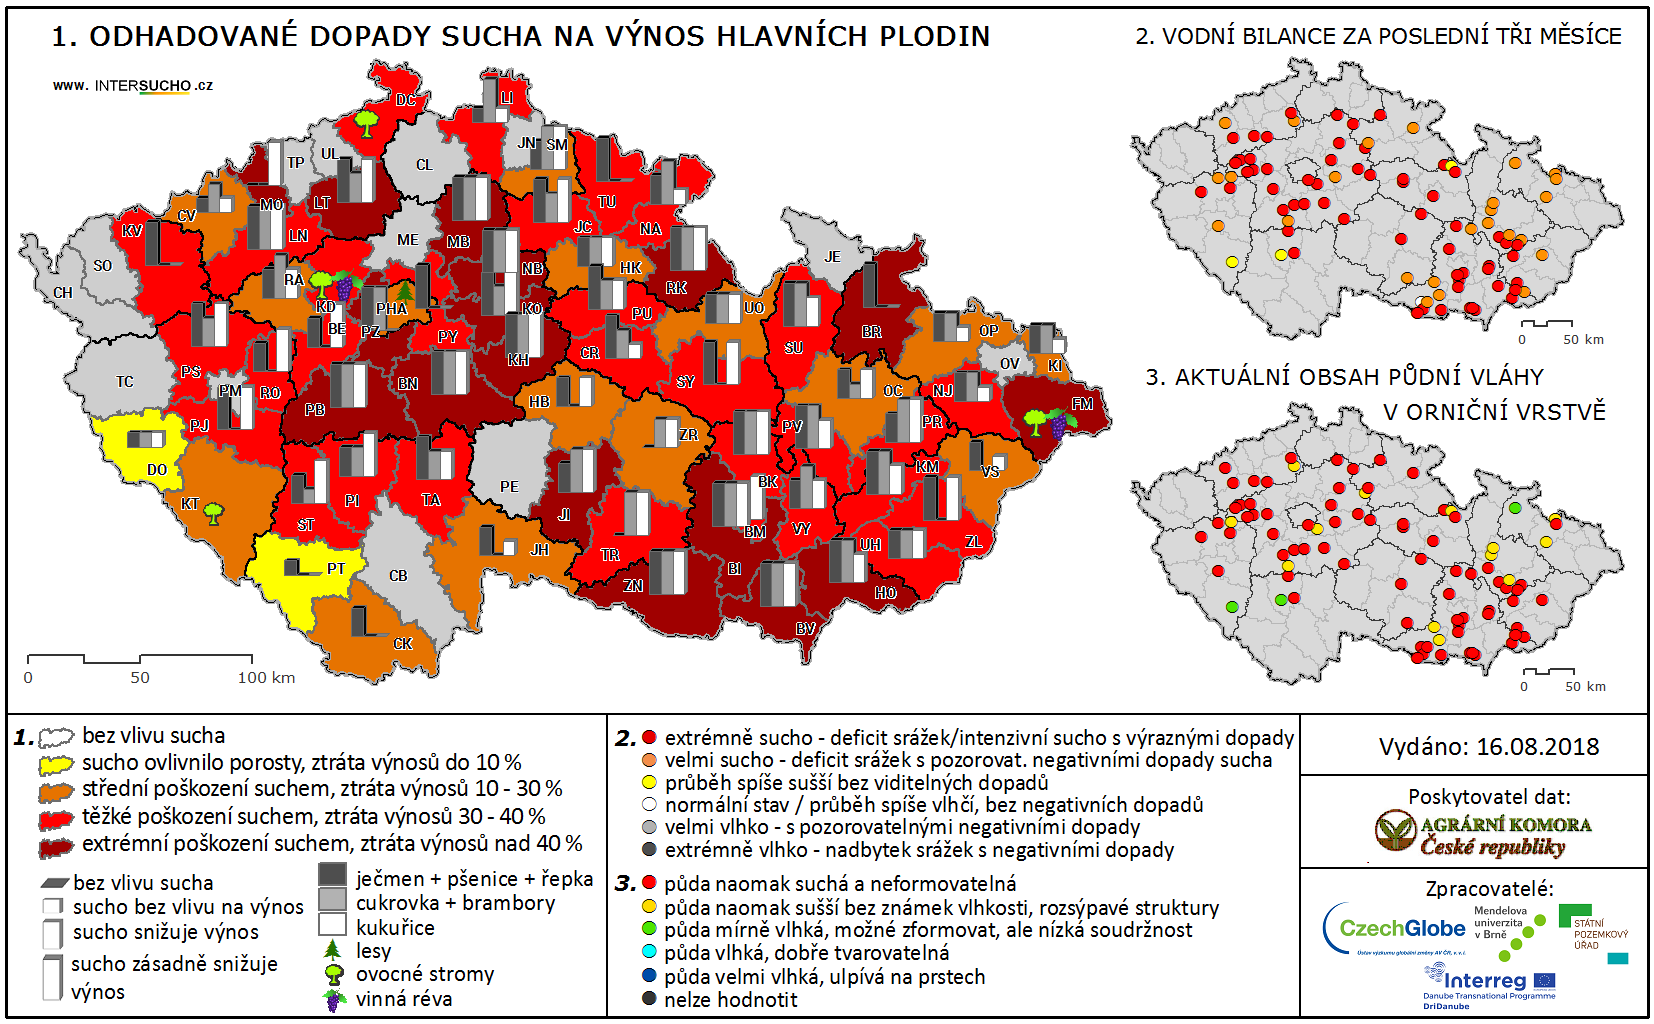 1. ODHADOVANÉ DOPADY SUCHA NA VÝNOS HLAVNÍCH PLODIN
www. INTERSUCHO.cz
DC
LI
TP
UL
JN
SM
CL
CV
MO
LT
TU
KV
LN
ME
MB
JC
NA
SO
CH
RA
NB
HK
RK
JE
KD
BE
PHA
PZ
KO
PU
UO
BR
OP
TC
PS
PY
KH
CR
SU
OV
KI
PM
RO
BN
SY
PB
HB
OC
NJ
FM
PJ
ZR
PV
PR
DO
KT
PI
TA
PE
KM
VS
BK
ST
JI
BM
VY
UH
ZL
JH
TR
PT
CB
ZN
BI
HO
BV
CK
0 50 100 km
2. VODNÍ BILANCE ZA POSLEDNÍ TŘI MĚSÍCE
0 50 km
3. AKTUÁLNÍ OBSAH PŮDNÍ VLÁHY
V ORNIČNÍ VRSTVĚ
0 50 km
1. bez vlivu sucha
sucho ovlivnilo porosty, ztráta výnosů do 10 %
střední poškození suchem, ztráta výnosů 10 - 30 %
těžké poškození suchem, ztráta výnosů 30 - 40 %
extrémní poškození suchem, ztráta výnosů nad 40 %
bez vlivu sucha
sucho bez vlivu na výnos
sucho snižuje výnos
sucho zásadně snižuje
výnos
ječmen + pšenice + řepka
cukrovka + brambory
kukuřice
lesy
ovocné stromy
vinná réva
2. extrémně sucho - deficit srážek/intenzivní sucho s výraznými dopady
velmi sucho - deficit srážek s pozorovat. negativními dopady sucha
průběh spíše sušší bez viditelných dopadů
normální stav / průběh spíše vlhčí, bez negativních dopadů
velmi vlhko - s pozorovatelnými negativními dopady
extrémně vlhko - nadbytek srážek s negativními dopady
3. půda naomak suchá a neformovatelná
půda naomak sušší bez známek vlhkosti, rozsýpavé struktury
půda mírně vlhká, možné zformovat, ale nízká soudržnost
půda vlhká, dobře tvarovatelná
půda velmi vlhká, ulpívá na prstech
nelze hodnotit
Vydáno: 16.08.2018
Poskytovatel dat:
AGRÁRNÍ KOMORA
České republiky
Zpracovatelé:
CzechGlobe
Ústav výzkumu globální změny AV ČR, v. v. i.
Mendelova
univerzita
v Brně
STÁTNÍ
POZEMKOVÝ
ÚŘAD
Interreg
Danube Transnational Programme
DriDanube